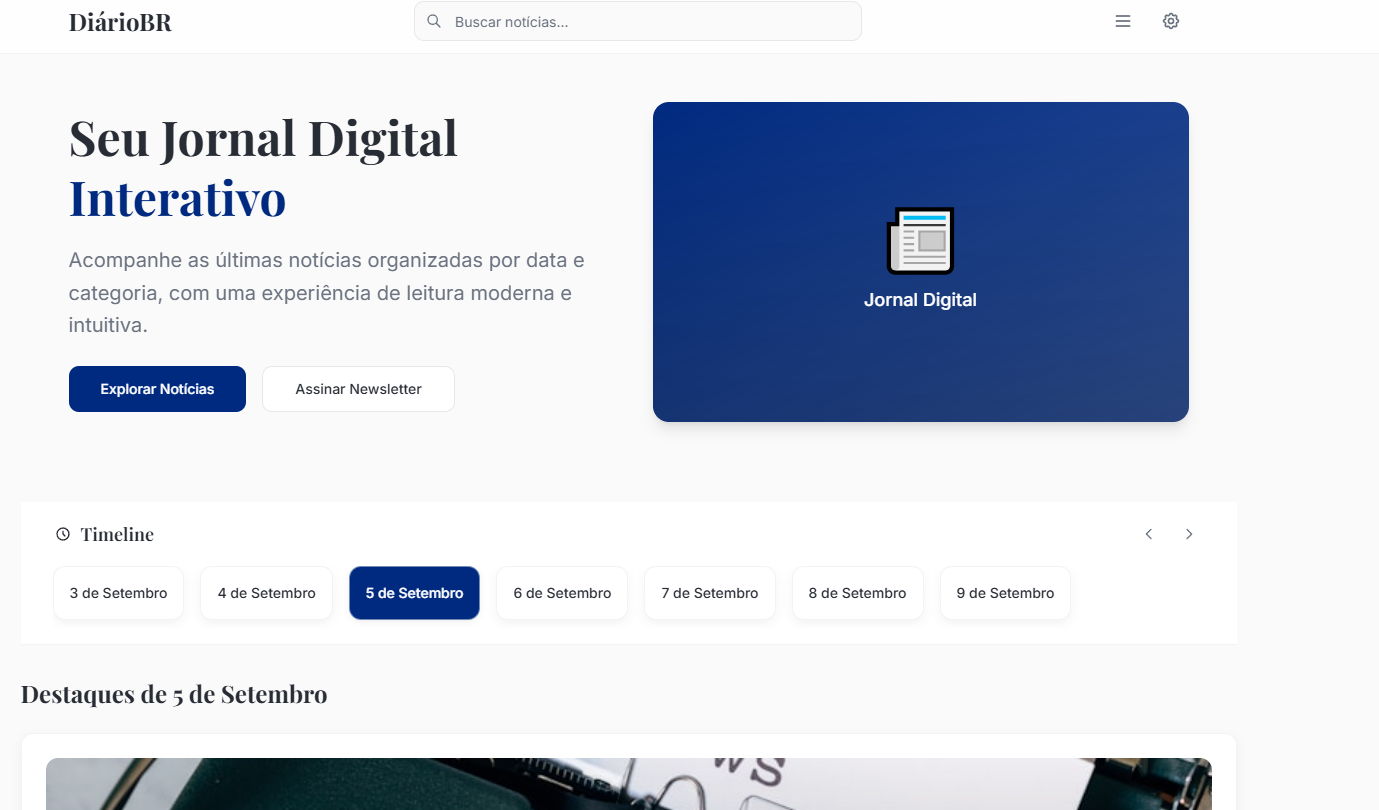 DiárioBR
Buscar notícias...
Seu Jornal Digital
Interativo
Acompanhe as últimas notícias organizadas por data e
categoria, com uma experiência de leitura moderna e
intuitiva.
Explorar Notícias
Assinar Newsletter
Jornal Digital
Timeline
3 de Setembro
4 de Setembro
5 de Setembro
6 de Setembro
7 de Setembro
8 de Setembro
9 de Setembro
Destaques de 5 de Setembro
WS